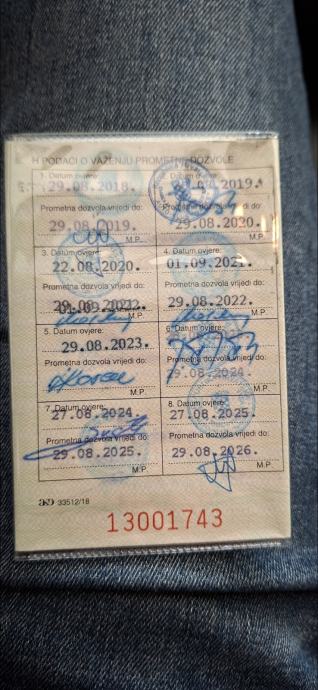 H PODACI O VAŽENJU PROMETNE DOZVOLE
1. Datum ovjere:
29.08.2018.
Prometna dozvola vrijedi do:
29.08.2019.
M.P.
Datum ovjere:
2019.
Prometna dozvola vrijedi do:
29.08.2020.
M.P.
3. Datum ovjere:
22.08.2020.
Prometna dozvola vrijedi do:
M.P.
4. Datum ovjere:
01.09.2021.
Prometna dozvola vrijedi do:
29.08.2022.
M.P.
5. Datum ovjere:
29.08.2023.
Prometna dozvola vrijedi do:
M.P.
6. Datum ovjere:
Prometna dozvola vrijedi do:
29.08.2024.
M.P.
7. Datum ovjere:
27.08.2024.
Prometna dozvola vrijedi do:
29.08.2025.
M.P.
8. Datum ovjere:
27.08.2025.
Prometna dozvola vrijedi do:
29.08.2026.
M.P.
33512/18
13001743